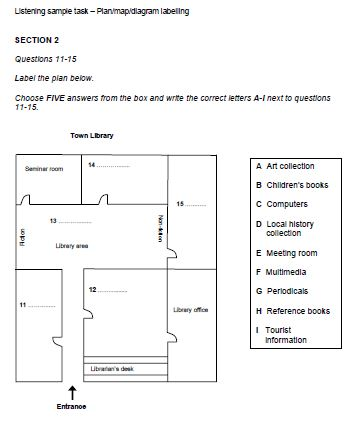 Listening sample task – Plan/map/diagram labelling
SECTION 2
Questions 11-15
Label the plan below.
Choose FIVE answers from the box and write the correct letters A-I next to questions
11-15.
Town Library
Seminar room
14 ..................
15 ...........
13 .................
Fiction
Non-fiction
Library area
11 ..............
12 ................
Library office
Librarian's desk
Entrance
A Art collection
B Children's books
C Computers
D Local history
collection
E Meeting room
F Multimedia
G Periodicals
H Reference books
I Tourist
information